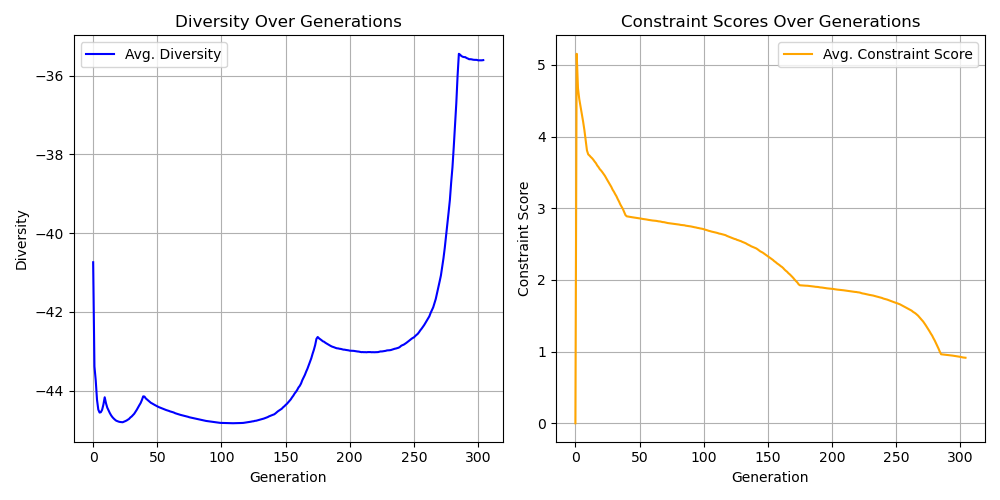 Diversity Over Generations
Avg. Diversity
−36
−38
−40
−42
−44
Diversity
0 50 100 150 200 250 300
Generation
Constraint Scores Over Generations
Avg. Constraint Score
5
4
3
2
1
0
Constraint Score
0 50 100 150 200 250 300
Generation